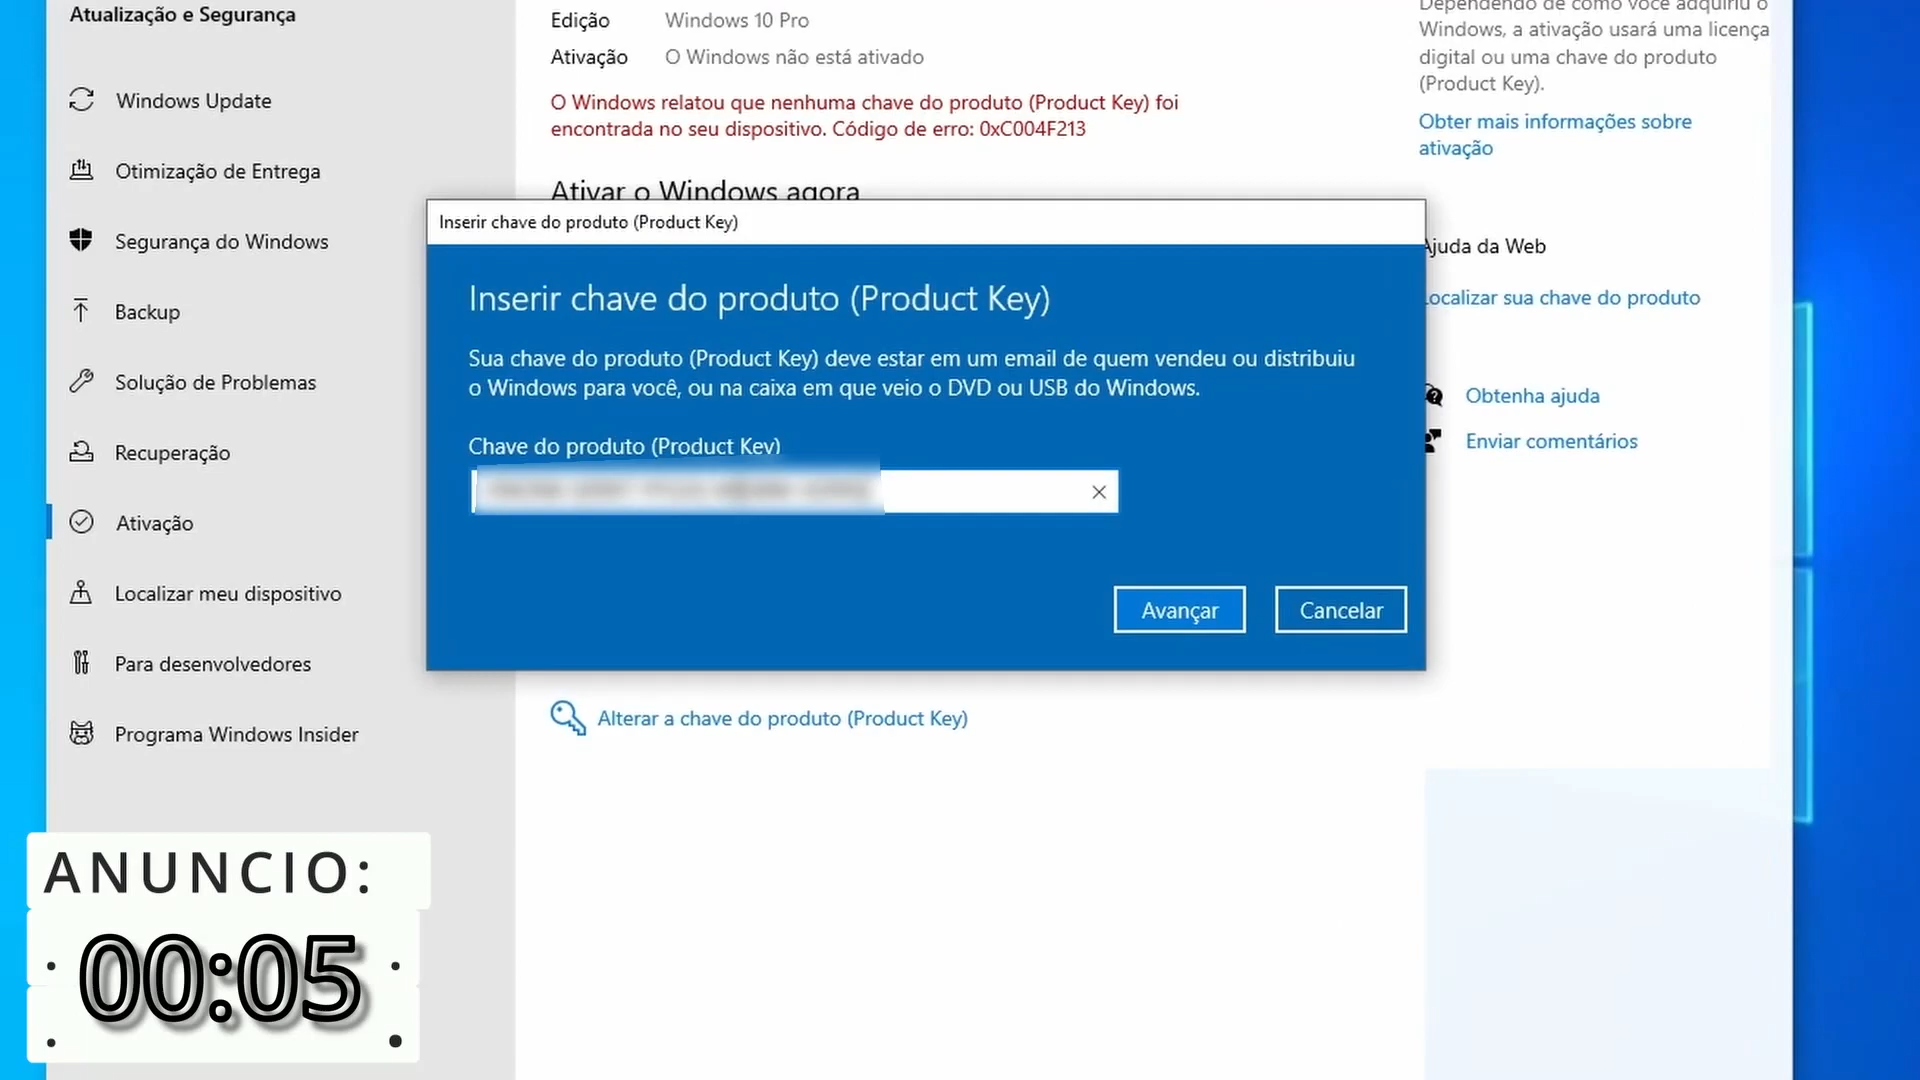 Atualização e Segurança
Windows Update
Otimização de Entrega
Segurança do Windows
Backup
Solução de Problemas
Recuperação
Ativação
Localizar meu dispositivo
Para desenvolvedores
Programa Windows Insider
Edição Windows 10 Pro
Ativação O Windows não está ativado
O Windows relatou que nenhuma chave do produto (Product Key) foi
encontrada no seu dispositivo. Código de erro: 0xC004F213
Ativar o Windows agora
Inserir chave do produto (Product Key)
Inserir chave do produto (Product Key)
Sua chave do produto (Product Key) deve estar em um email de quem vendeu ou distribuiu
o Windows para você, ou na caixa em que veio o DVD ou USB do Windows.
Chave do produto (Product Key)
Avançar
Cancelar
Alterar a chave do produto (Product Key)
Dependendo de como você adquiriu o
Windows, a ativação usará uma licença
digital ou uma chave do produto
(Product Key).
Obter mais informações sobre
ativação
Ajuda da Web
Localizar sua chave do produto
Obtenha ajuda
Enviar comentários
ANUNCIO:
00:05